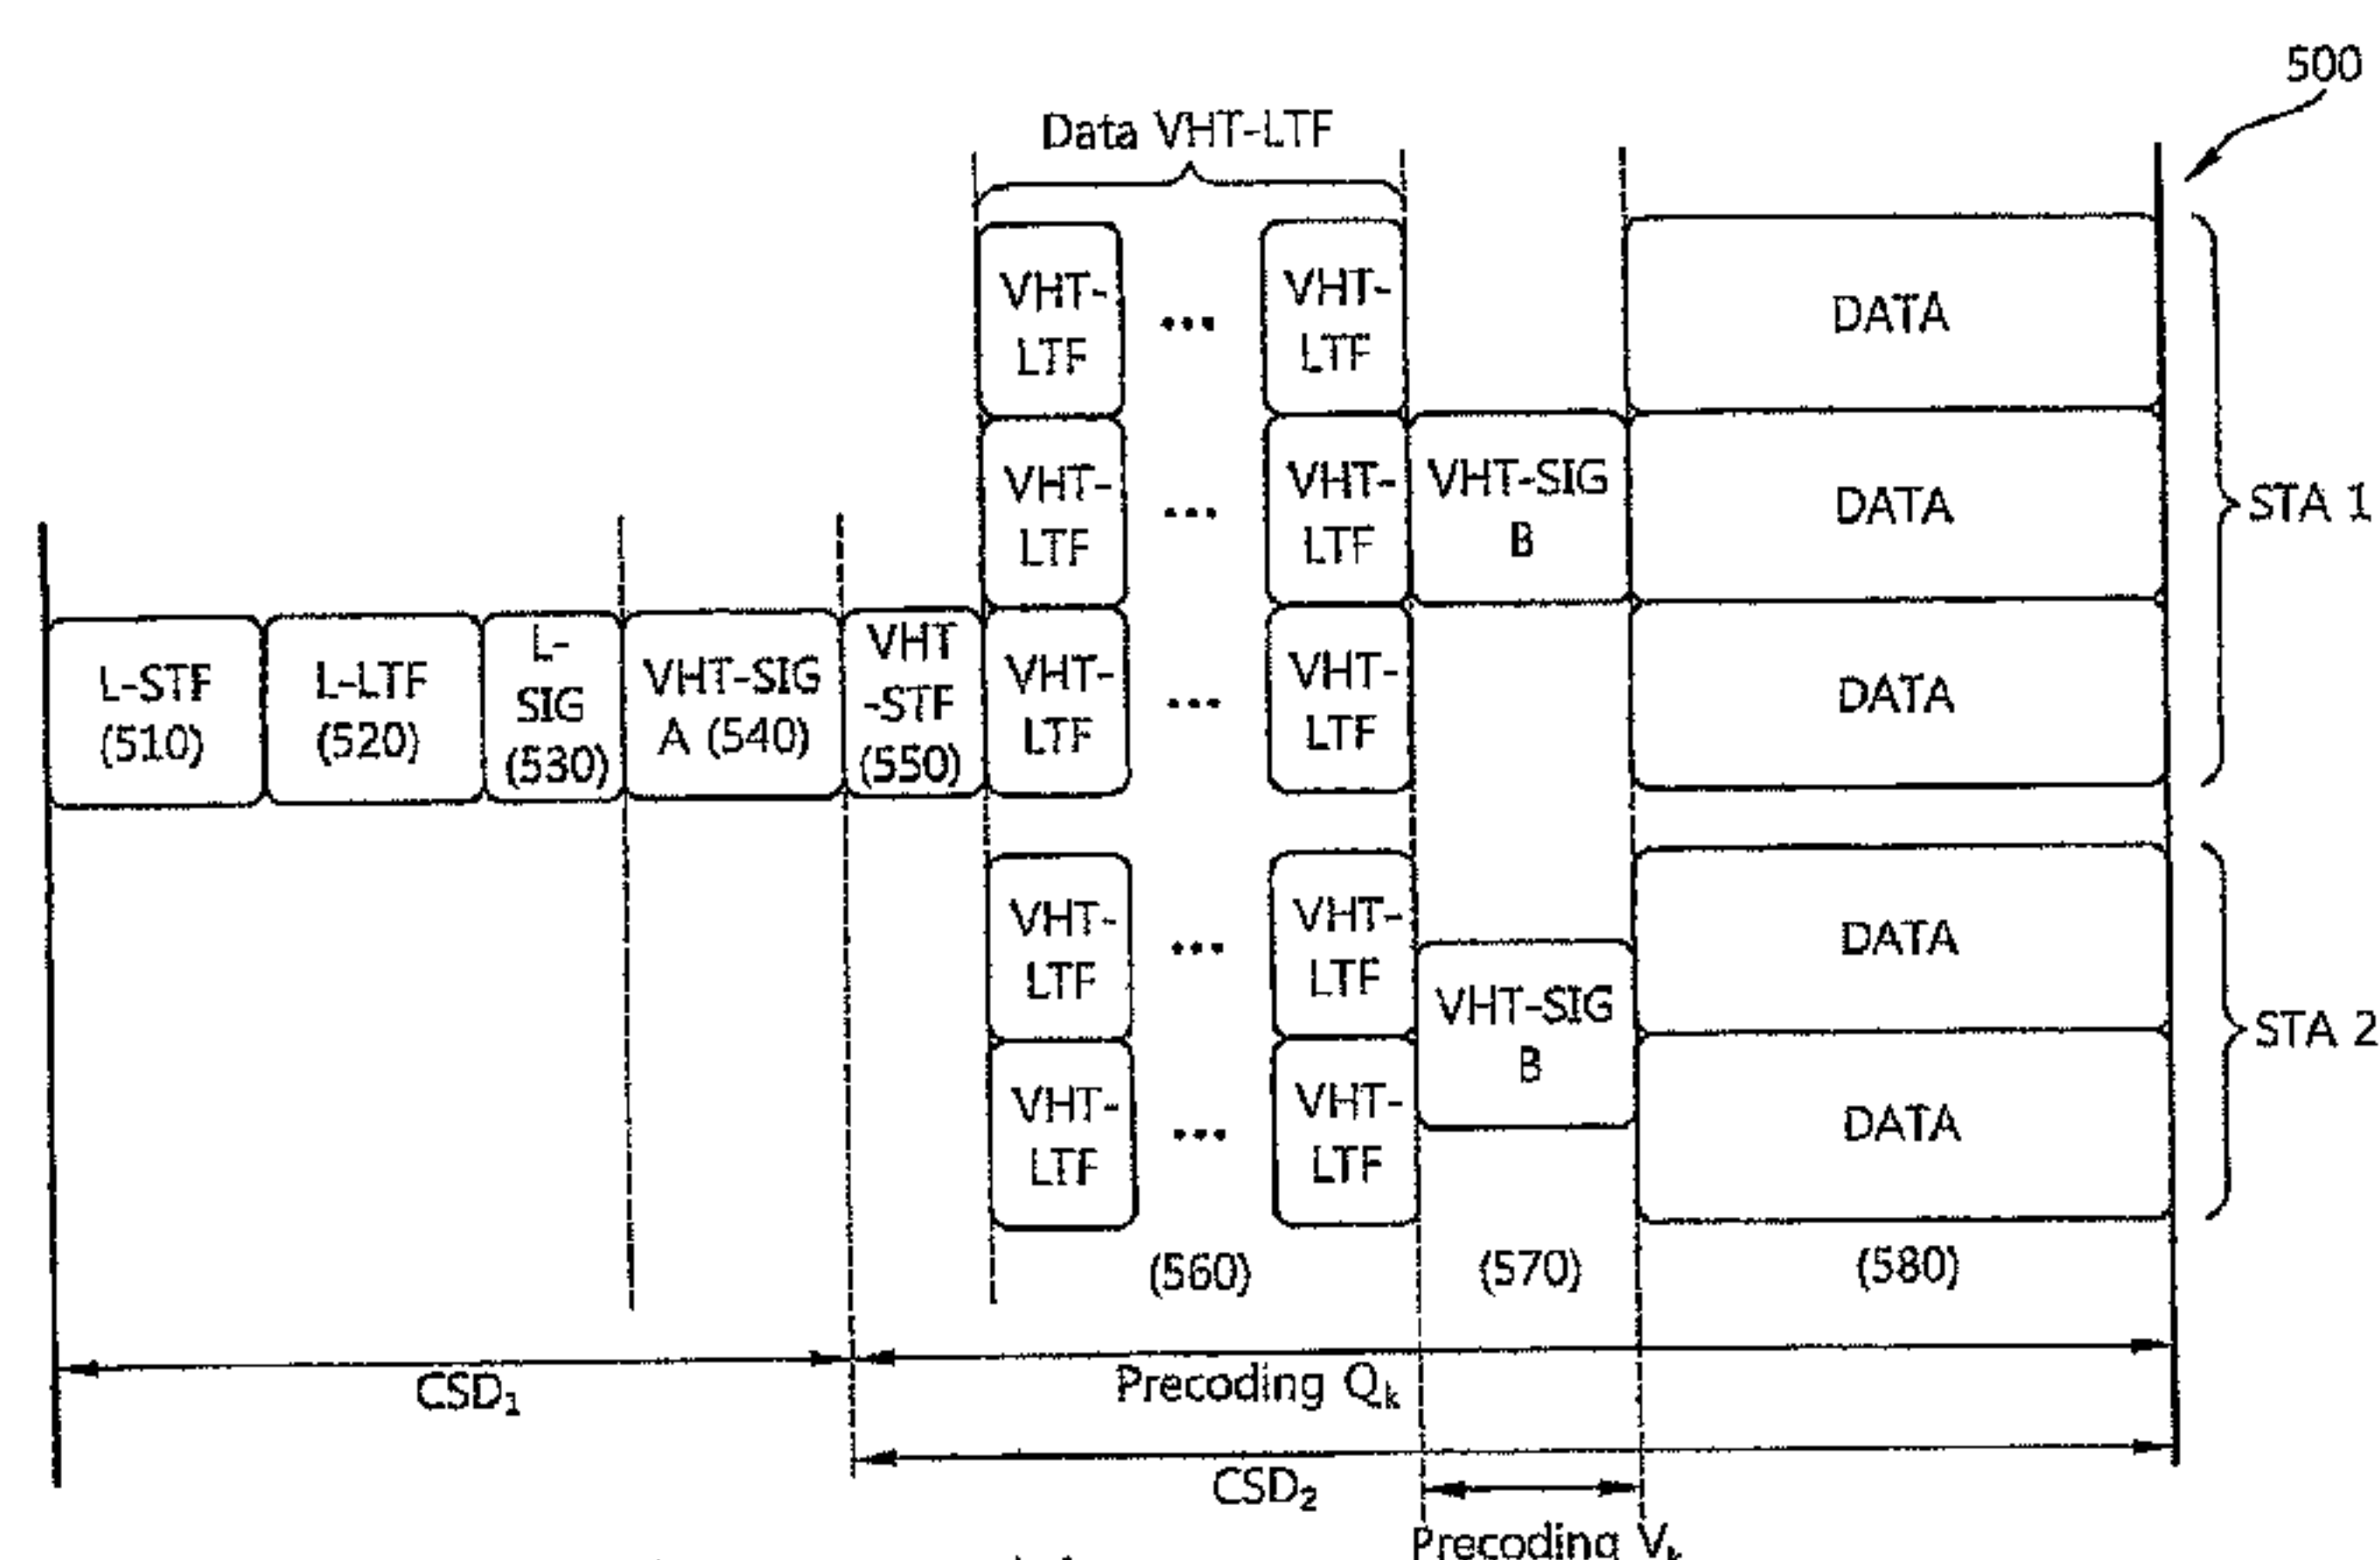 500
Data VHT-LTF
VHT-
LTF
...
VHT-
LTF
DATA
VHT-
LTF
...
VHT-
LTF
VHT-SIG
B
DATA
STA 1
L-STF
(510)
L-LTF
(520)
L-
SIG
(530)
VHT-SIG
A (540)
VHT
-STF
(550)
VHT-
LTF
...
VHT-
LTF
DATA
VHT-
LTF
...
VHT-
LTF
DATA
VHT-SIG
B
STA 2
VHT-
LTF
...
VHT-
LTF
DATA
(560)
(570)
(580)
CSD₁
Precoding Qₖ
CSD₂
Precoding Vₖ